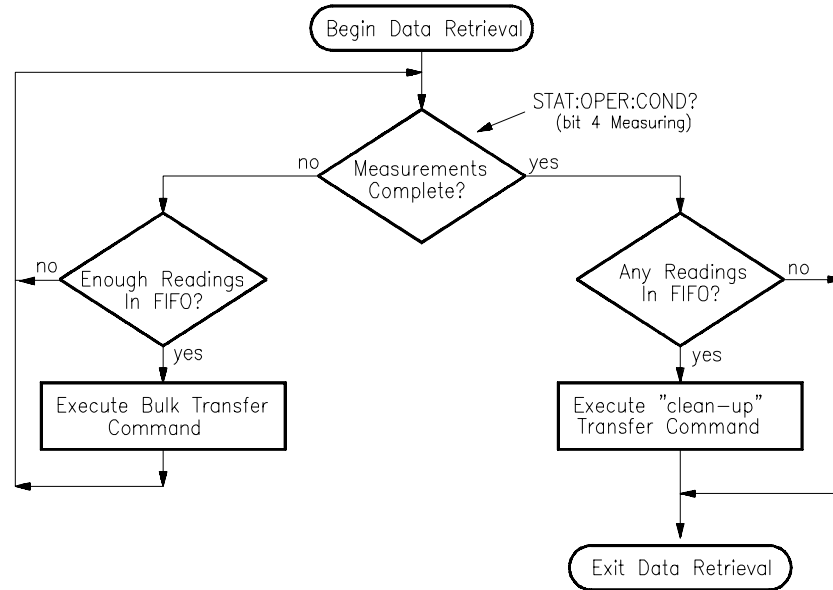 Begin Data Retrieval
STAT:OPER:COND?
(bit 4 Measuring)
no
Measurements
Complete?
yes
no
Enough Readings
In FIFO?
yes
Any Readings
In FIFO?
no
yes
Execute Bulk Transfer
Command
Execute "clean-up"
Transfer Command
Exit Data Retrieval